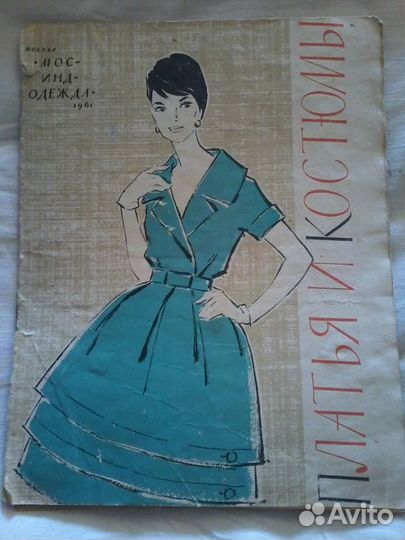 МОСКВА
•МОС-
ИНД-
ОДЕЖДА•
1961
ПЛАТЬЯ И КОСТЮМЫ
Avito